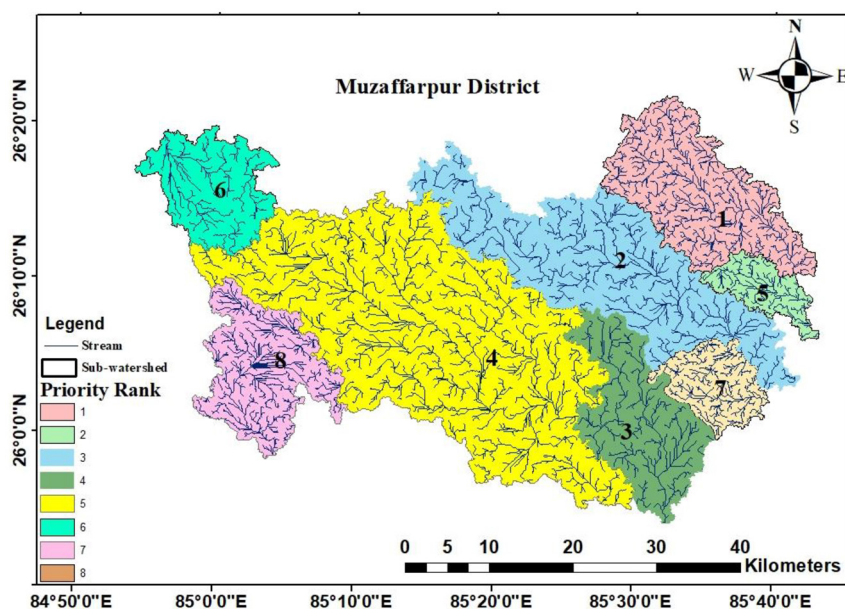 N
W E
S
Muzaffarpur District
26°20'0"N
26°10'0"N
26°0'0"N
6
1
2
5
4
8
7
3
Legend
Stream
Sub-watershed
Priority Rank
1
2
3
4
5
6
7
8
0 5 10 20 30 40
Kilometers
84°50'0"E 85°0'0"E 85°10'0"E 85°20'0"E 85°30'0"E 85°40'0"E